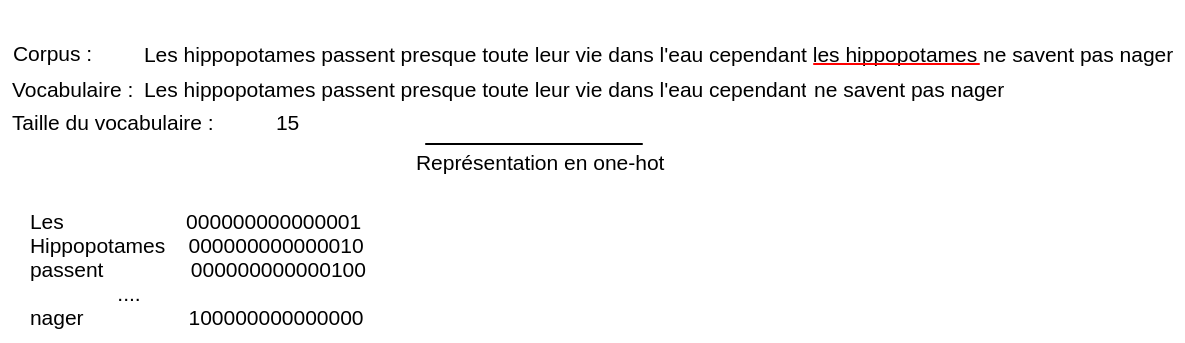 Corpus : Les hippopotames passent presque toute leur vie dans l'eau cependant les hippopotames ne savent pas nager
Vocabulaire : Les hippopotames passent presque toute leur vie dans l'eau cependant ne savent pas nager
Taille du vocabulaire : 15
Représentation en one-hot
Les 000000000000001
Hippopotames 000000000000010
passent 000000000000100
....
nager 100000000000000